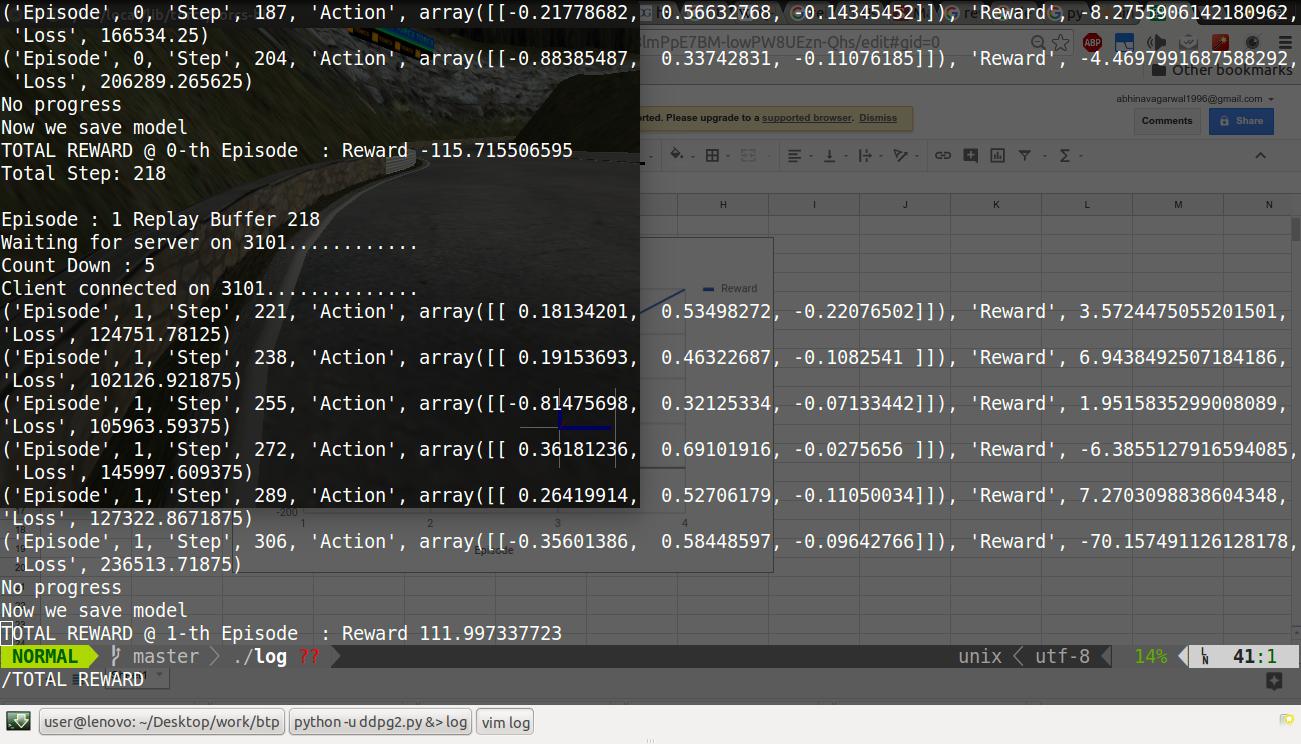 ('Episode', 0, 'Step', 187, 'Action', array([[-0.21778682, 0.56632768, -0.14345452]]), 'Reward', -8.2755906142180962,
'Loss', 166534.25)
('Episode', 0, 'Step', 204, 'Action', array([[-0.88385487, 0.33742831, -0.11076185]]), 'Reward', -4.4697991687588292,
'Loss', 206289.265625)
No progress
Now we save model
TOTAL REWARD @ 0-th Episode  : Reward -115.715506595
Total Step: 218
Episode : 1 Replay Buffer 218
Waiting for server on 3101............
Count Down : 5
Client connected on 3101..............
('Episode', 1, 'Step', 221, 'Action', array([[ 0.18134201, 0.53498272, -0.22076502]]), 'Reward', 3.5724475055201501,
'Loss', 124751.78125)
('Episode', 1, 'Step', 238, 'Action', array([[ 0.19153693, 0.46322687, -0.1082541 ]]), 'Reward', 6.9438492507184186,
'Loss', 102126.921875)
('Episode', 1, 'Step', 255, 'Action', array([[-0.81475698, 0.32125334, -0.07133442]]), 'Reward', 1.9515835299008089,
'Loss', 105963.59375)
('Episode', 1, 'Step', 272, 'Action', array([[ 0.36181236, 0.69101916, -0.0275656 ]]), 'Reward', -6.3855127916594085,
'Loss', 145997.609375)
('Episode', 1, 'Step', 289, 'Action', array([[ 0.26419914, 0.52706179, -0.11050034]]), 'Reward', 7.2703098838604348,
'Loss', 127322.8671875)
('Episode', 1, 'Step', 306, 'Action', array([[-0.35601386, 0.58448597, -0.09642766]]), 'Reward', -70.157491126128178,
'Loss', 236513.71875)
No progress
Now we save model
TOTAL REWARD @ 1-th Episode  : Reward 111.997337723
NORMAL master ./log ?? unix utf-8 14% LN 41:1
/TOTAL REWARD
user@lenovo: ~/Desktop/work/btp python -u ddpg2.py &> log vim log
lmPpE7BM-lowPW8UEzn-Qhs/edit#gid=0 ABP
Other bookmarks
abhinavagarwal1996@gmail.com
Please upgrade to a supported browser. Dismiss
Comments Share
H I J K L M N
Reward
-200
1 2 3 4
Episode